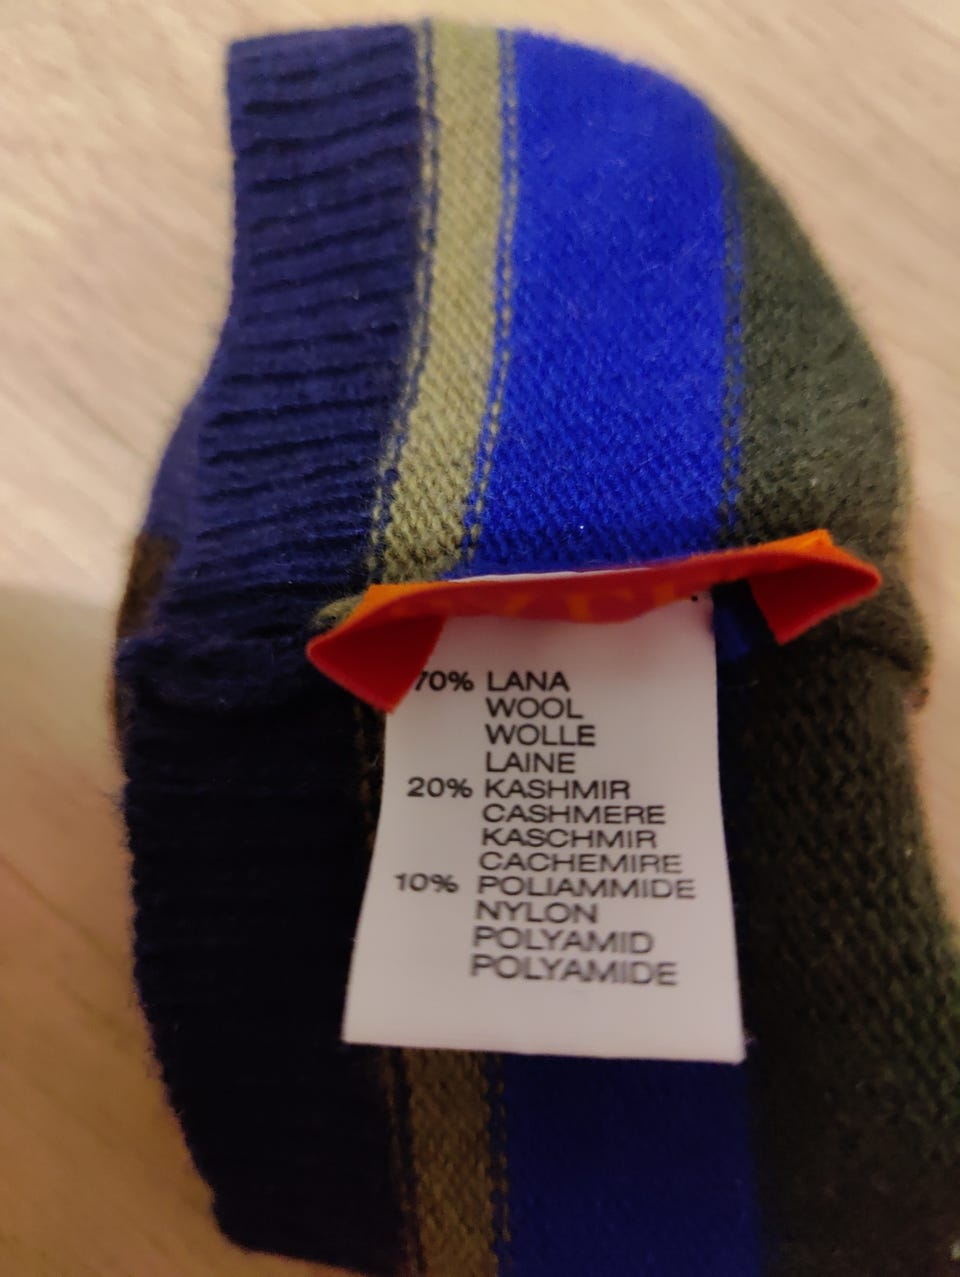 70% LANA
WOOL
WOLLE
LAINE
20% KASHMIR
CASHMERE
KASCHMIR
CACHEMIRE
10% POLIAMMIDE
NYLON
POLYAMID
POLYAMIDE